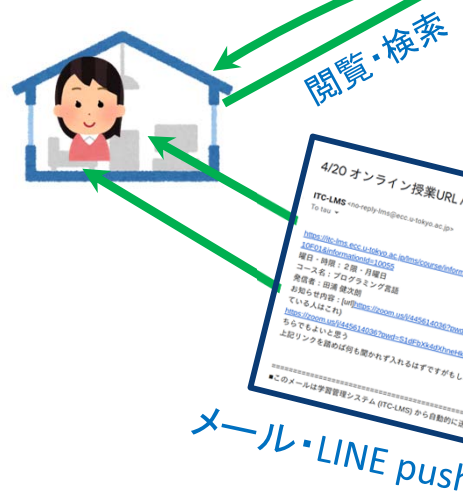 閲覧・検索
4/20 オンライン授業URL
ITC-LMS <no-reply-lms@ecc.u-tokyo.ac.jp>
To tau
https://itc-lms.ecc.u-tokyo.ac.jp/lms/course/inform
10F01&informationId=10055
曜日・時限：2限・月曜日
コース名：プログラミング言語
発信者：田浦 健次朗
お知らせ内容：[url]https://zoom.us/j/445614036?pwd
ている人はこれ)
https://zoom.us/j/445614036?pwd=S1dFbXk4dXhneHk
ちらでもよいと思う
上記リンクを踏めば何も聞かれず入れるはずですがもし
■このメールは学習管理システム (ITC-LMS) から自動的に送
メール・LINE push